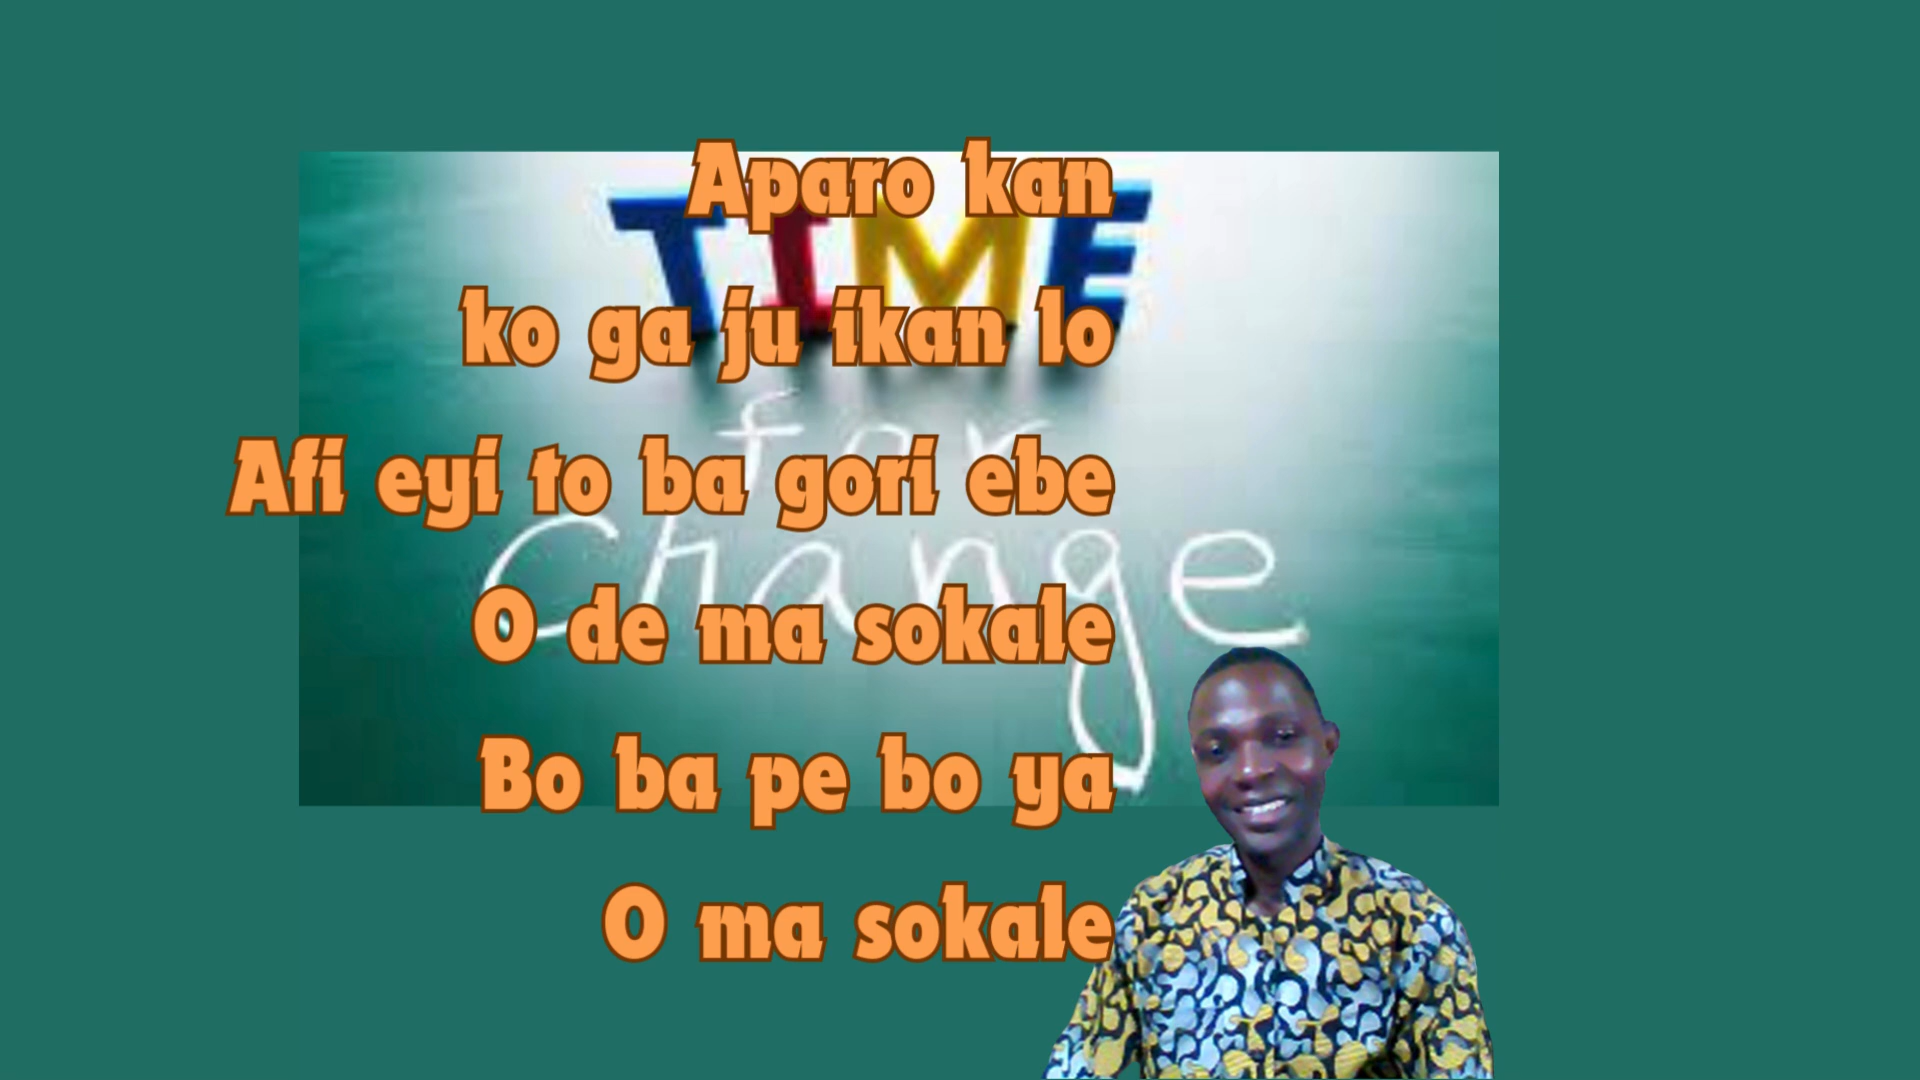 Aparo kan
TIME
ko ga ju ikan lo
for
Afi eyi to ba gori ebe
Change
O de ma sokale
Bo ba pe bo ya
O ma sokale